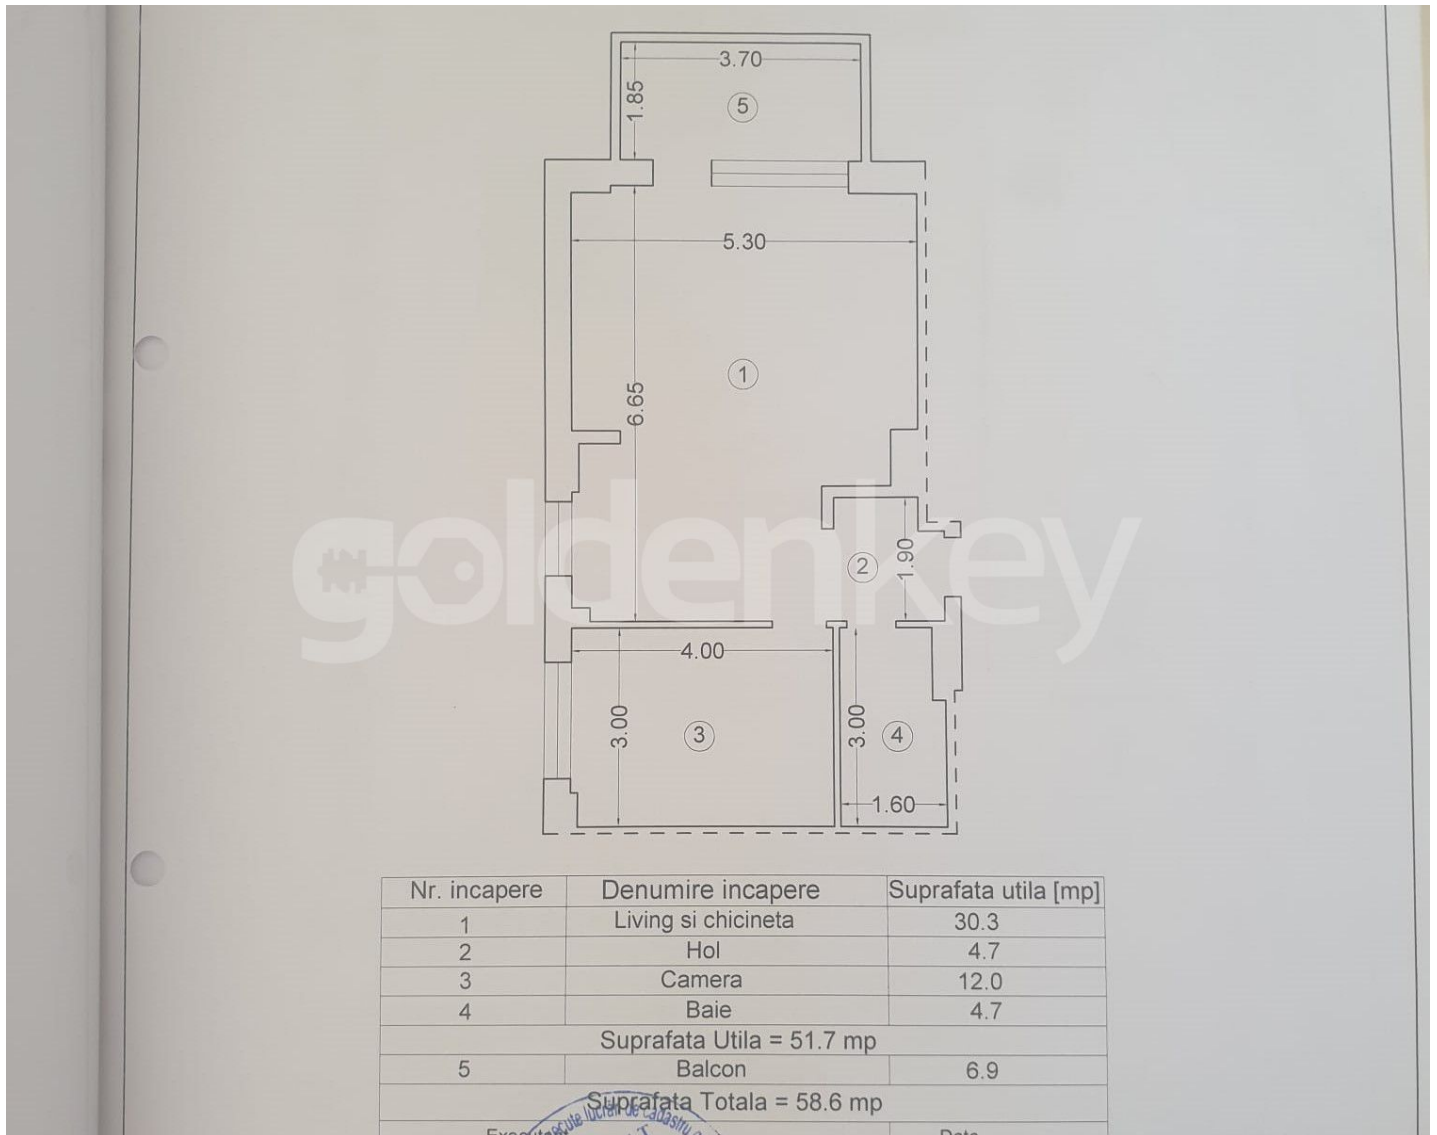 3.70
1.85
5
5.30
1
6.65
goldenkey
2
1.90
4.00
3.00
3
3.00
4
1.60
Nr. incapere Denumire incapere Suprafata utila [mp]
1 Living si chicineta 30.3
2 Hol 4.7
3 Camera 12.0
4 Baie 4.7
Suprafata Utila = 51.7 mp
5 Balcon 6.9
Suprafata Totala = 58.6 mp
de cadastru